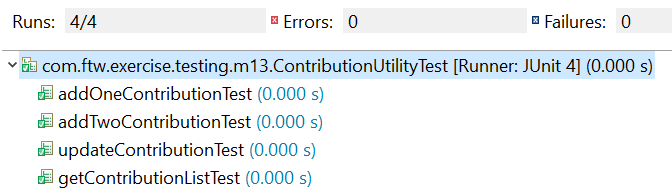 Runs: 4/4 Errors: 0 Failures: 0
com.ftw.exercise.testing.m13.ContributionUtilityTest [Runner: JUnit 4] (0.000 s)
addOneContributionTest (0.000 s)
addTwoContributionTest (0.000 s)
updateContributionTest (0.000 s)
getContributionListTest (0.000 s)